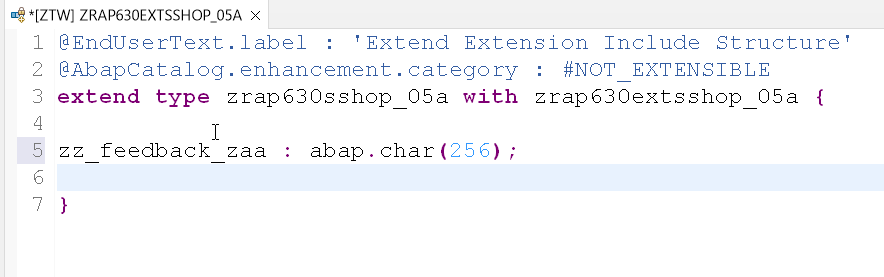 *[ZTW] ZRAP630EXTSSHOP_05A
1 @EndUserText.label : 'Extend Extension Include Structure'
2 @AbapCatalog.enhancement.category : #NOT_EXTENSIBLE
3 extend type zrap630sshop_05a with zrap630extsshop_05a {
4
5 zz_feedback_zaa : abap.char(256);
6
7 }